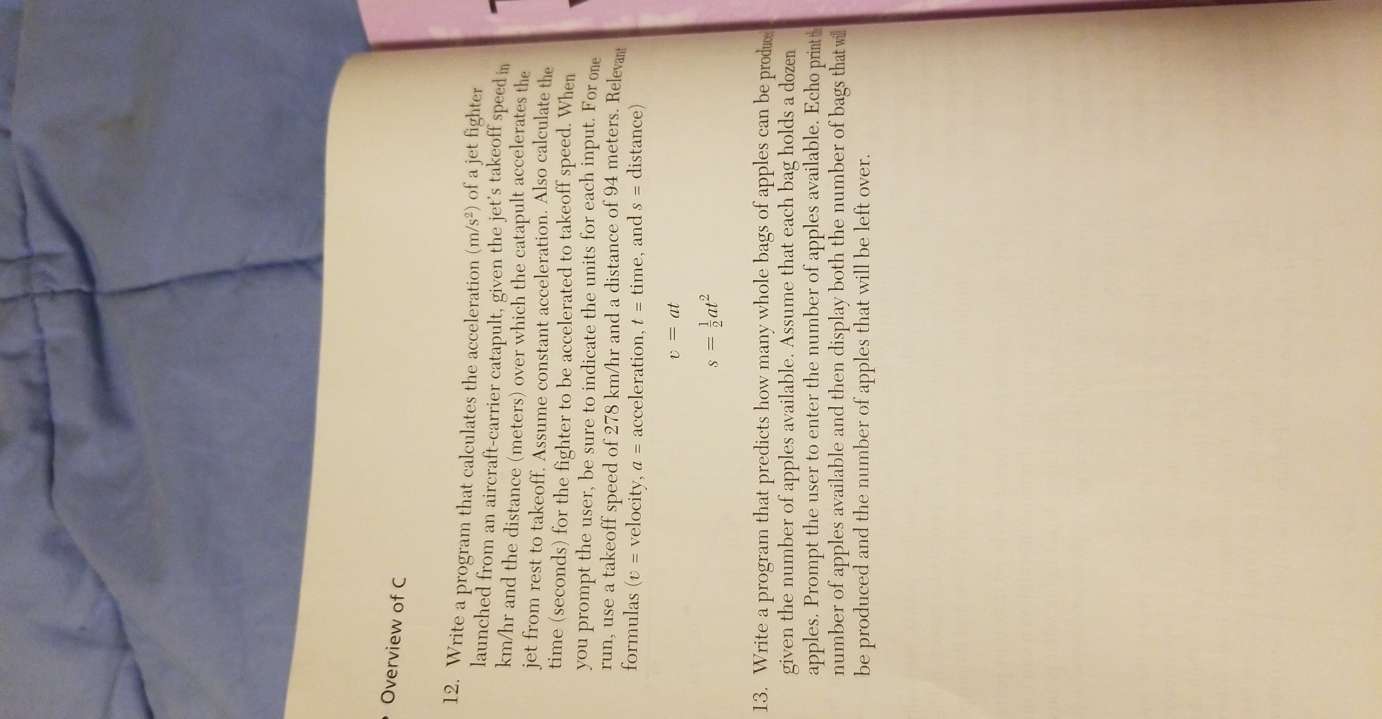 Overview of C
12. Write a program that calculates the acceleration (m/s²) of a jet fighter
launched from an aircraft-carrier catapult, given the jet's takeoff speed in
km/hr and the distance (meters) over which the catapult accelerates the
jet from rest to takeoff. Assume constant acceleration. Also calculate the
time (seconds) for the fighter to be accelerated to takeoff speed. When
you prompt the user, be sure to indicate the units for each input. For one
run, use a takeoff speed of 278 km/hr and a distance of 94 meters. Relevant
formulas (v = velocity, a = acceleration, t = time, and s = distance)
v = at
s = ½at²
13. Write a program that predicts how many whole bags of apples can be produced
given the number of apples available. Assume that each bag holds a dozen
apples. Prompt the user to enter the number of apples available. Echo print the
number of apples available and then display both the number of bags that will
be produced and the number of apples that will be left over.